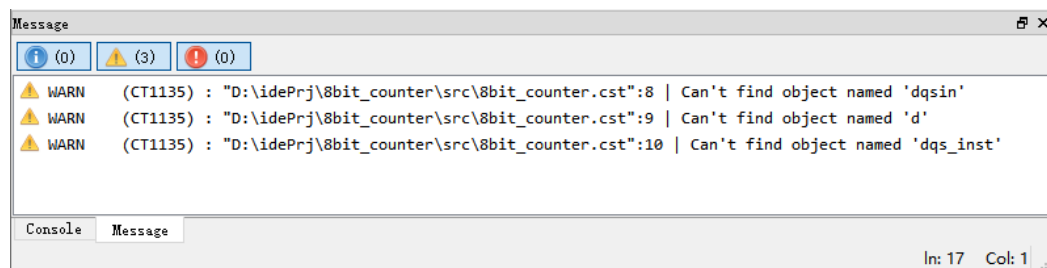 Message
(0) (3) (0)
WARN (CT1135) : "D:\idePrj\8bit_counter\src\8bit_counter.cst":8 | Can't find object named 'dqsin'
WARN (CT1135) : "D:\idePrj\8bit_counter\src\8bit_counter.cst":9 | Can't find object named 'd'
WARN (CT1135) : "D:\idePrj\8bit_counter\src\8bit_counter.cst":10 | Can't find object named 'dqs_inst'
Console Message
In: 17 Col: 1